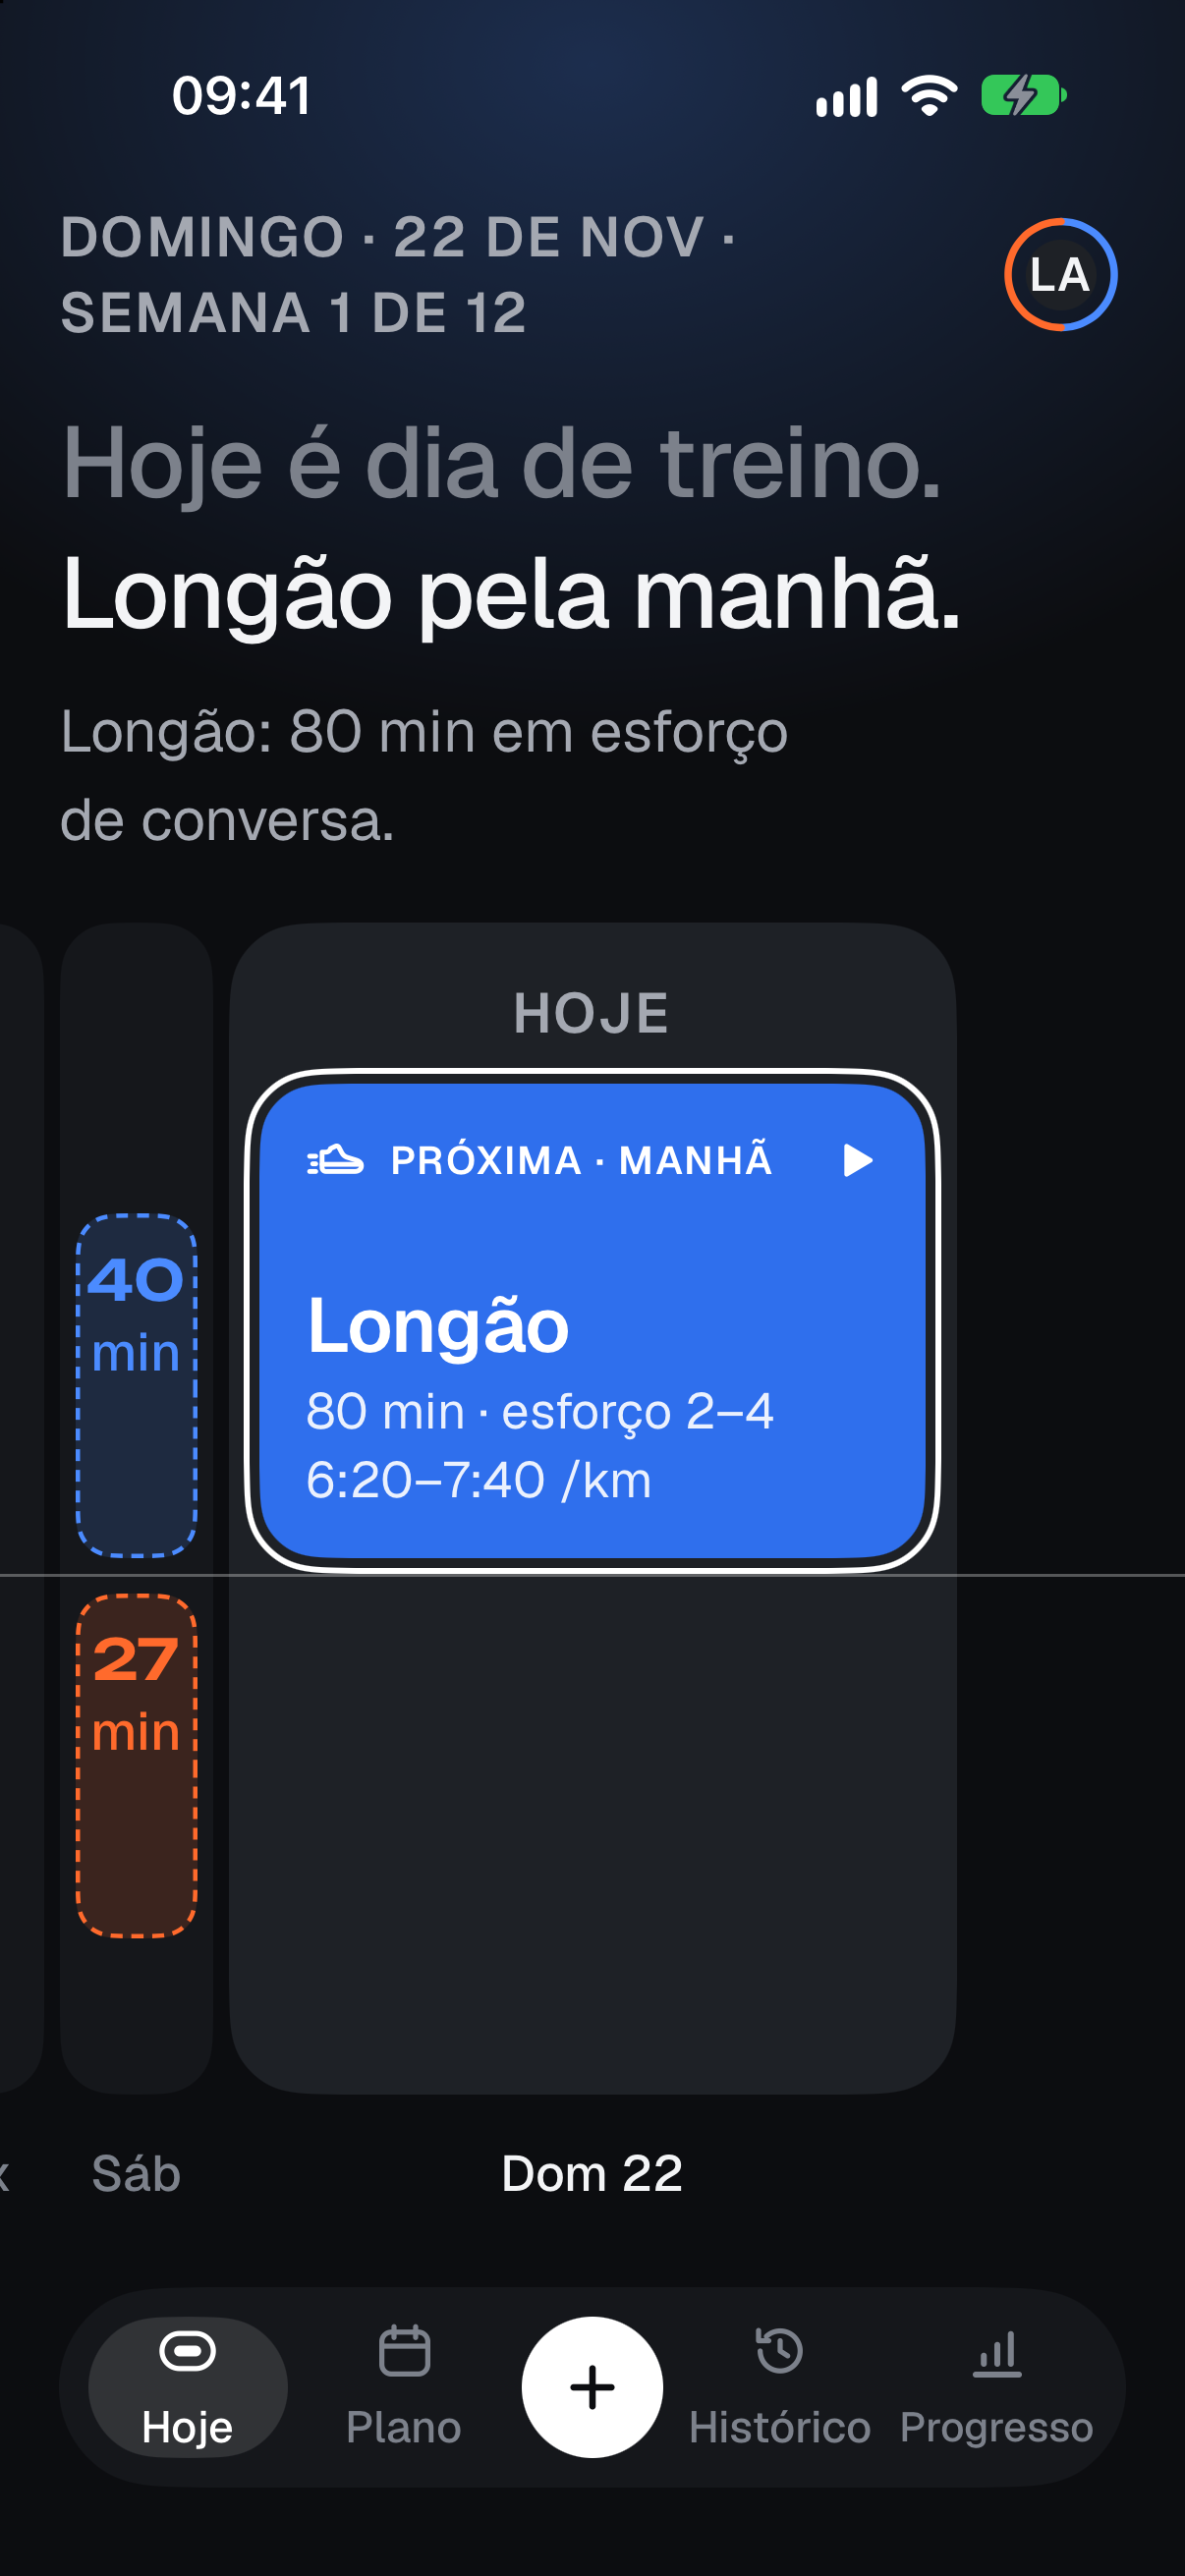 09:41
DOMINGO · 22 DE NOV ·
SEMANA 1 DE 12
LA
Hoje é dia de treino.
Longão pela manhã.
Longão: 80 min em esforço
de conversa.
HOJE
PRÓXIMA · MANHÃ
Longão
80 min · esforço 2–4
6:20–7:40 /km
40
min
27
min
Sáb
Dom 22
Hoje
Plano
Histórico
Progresso